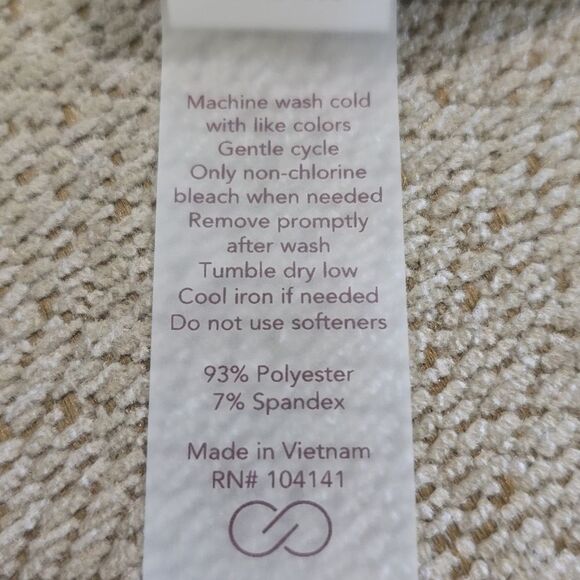 Machine wash cold
with like colors
Gentle cycle
Only non-chlorine
bleach when needed
Remove promptly
after wash
Tumble dry low
Cool iron if needed
Do not use softeners
93% Polyester
7% Spandex
Made in Vietnam
RN# 104141